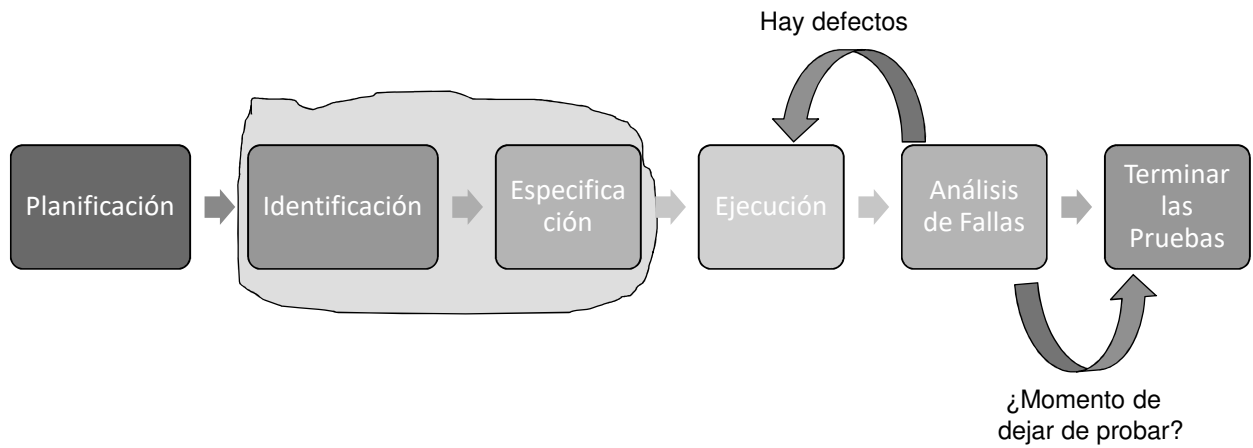 Hay defectos
Planificación
Identificación
Especifica
ción
Ejecución
Análisis
de Fallas
Terminar
las
Pruebas
¿Momento de
dejar de probar?